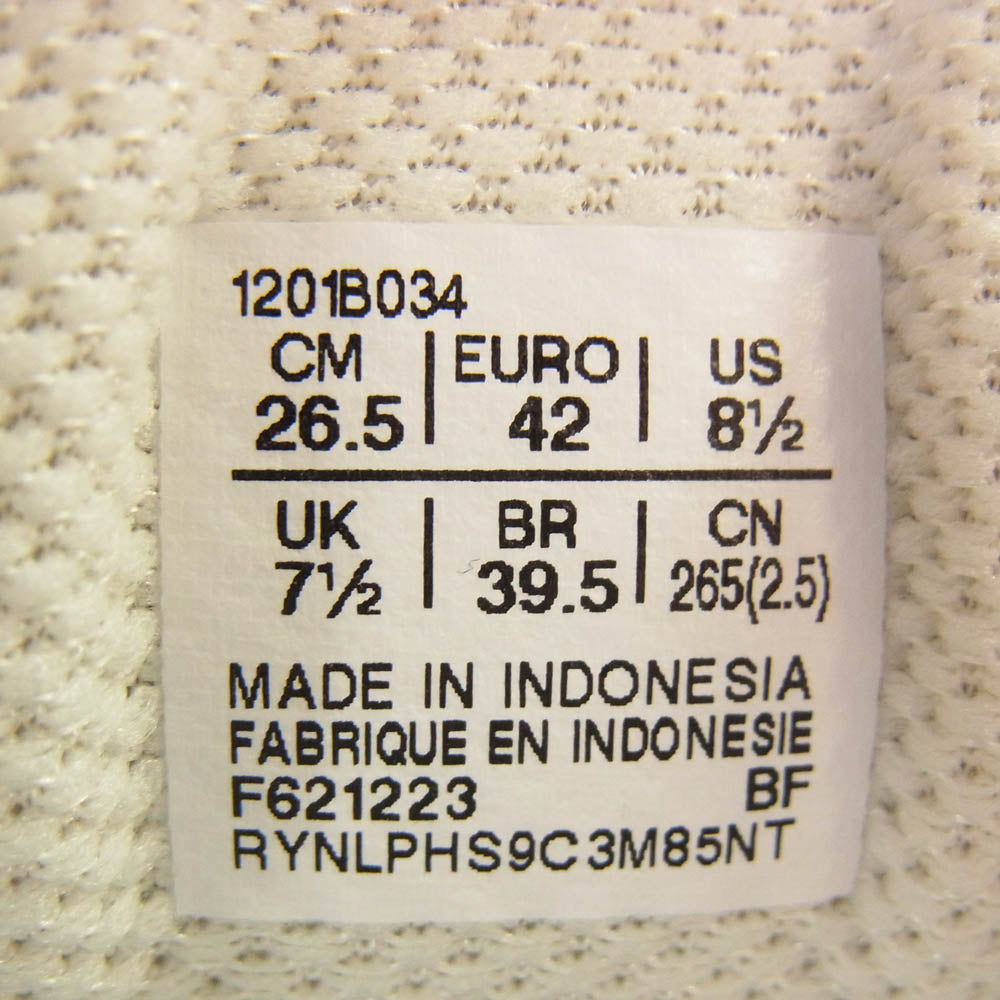 1201B034
CM | EURO | US
26.5 | 42 | 8½
UK | BR | CN
7½ | 39.5 | 265(2.5)
MADE IN INDONESIA
FABRIQUE EN INDONESIE
F621223 BF
RYNLPHS9C3M85NT